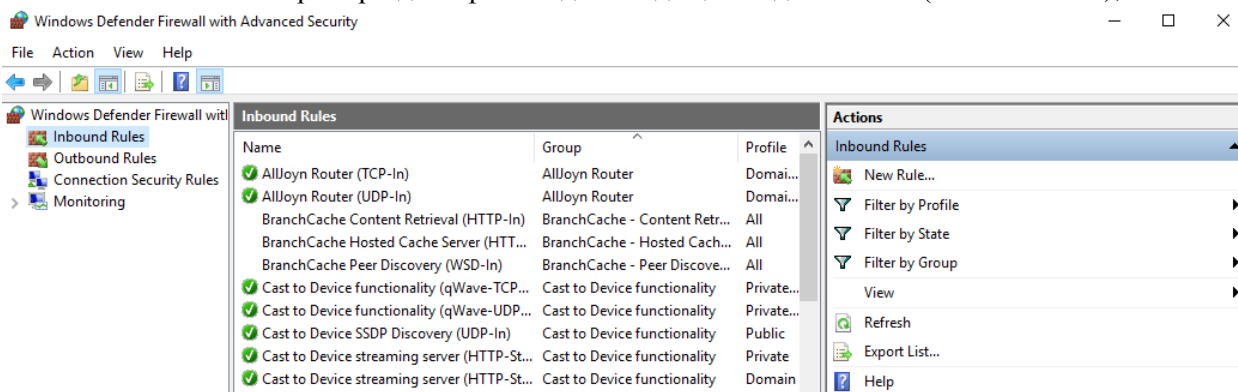 Windows Defender Firewall with Advanced Security
File Action View Help
Windows Defender Firewall witl
Inbound Rules
Outbound Rules
Connection Security Rules
Monitoring
Inbound Rules
Name Group Profile
AllJoyn Router (TCP-In) AllJoyn Router Domai...
AllJoyn Router (UDP-In) AllJoyn Router Domai...
BranchCache Content Retrieval (HTTP-In) BranchCache - Content Retr... All
BranchCache Hosted Cache Server (HTT... BranchCache - Hosted Cach... All
BranchCache Peer Discovery (WSD-In) BranchCache - Peer Discove... All
Cast to Device functionality (qWave-TCP... Cast to Device functionality Private...
Cast to Device functionality (qWave-UDP... Cast to Device functionality Private...
Cast to Device SSDP Discovery (UDP-In) Cast to Device functionality Public
Cast to Device streaming server (HTTP-St... Cast to Device functionality Private
Cast to Device streaming server (HTTP-St... Cast to Device functionality Domain
Actions
Inbound Rules
New Rule...
Filter by Profile
Filter by State
Filter by Group
View
Refresh
Export List...
Help